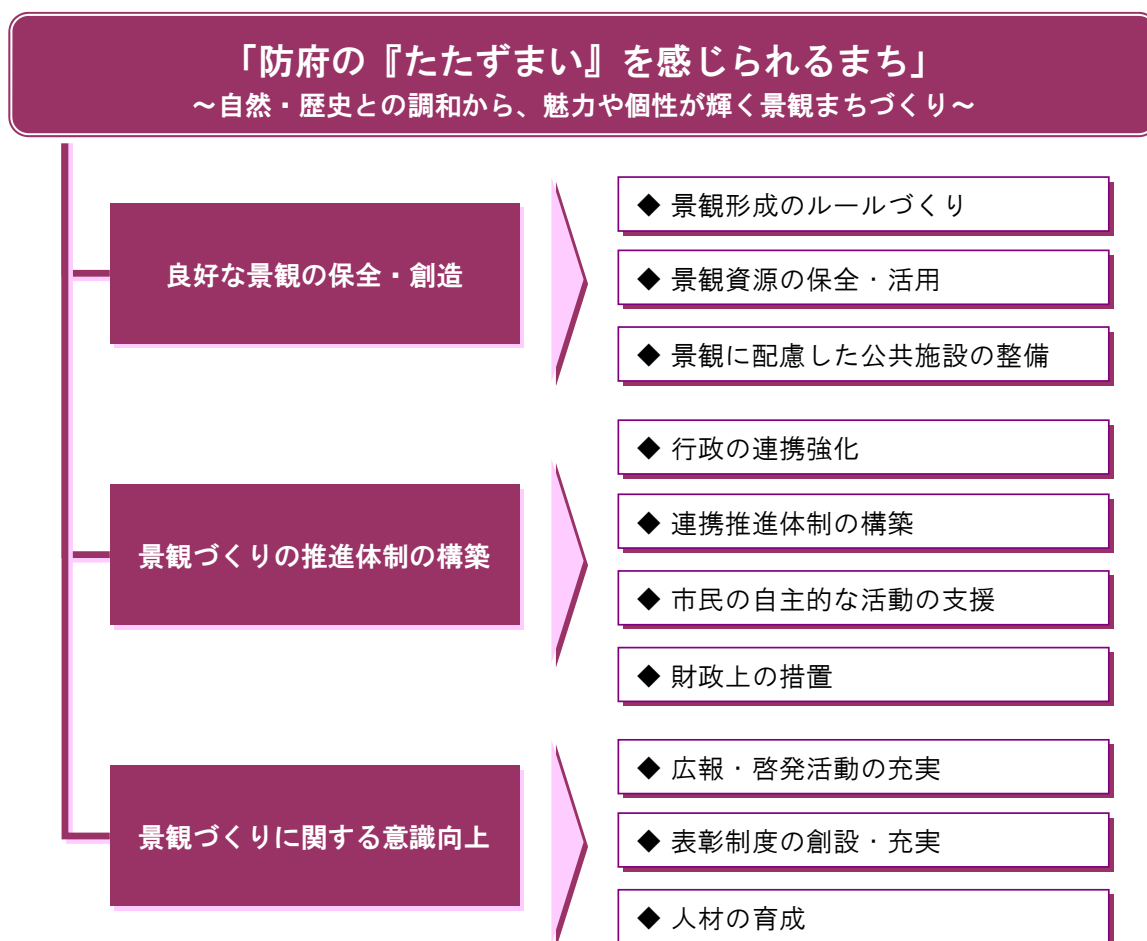 「防府の『たたずまい』を感じられるまち」
～自然・歴史との調和から、魅力や個性が輝く景観まちづくり～
良好な景観の保全・創造
◆ 景観形成のルールづくり
◆ 景観資源の保全・活用
◆ 景観に配慮した公共施設の整備
景観づくりの推進体制の構築
◆ 行政の連携強化
◆ 連携推進体制の構築
◆ 市民の自主的な活動の支援
◆ 財政上の措置
景観づくりに関する意識向上
◆ 広報・啓発活動の充実
◆ 表彰制度の創設・充実
◆ 人材の育成